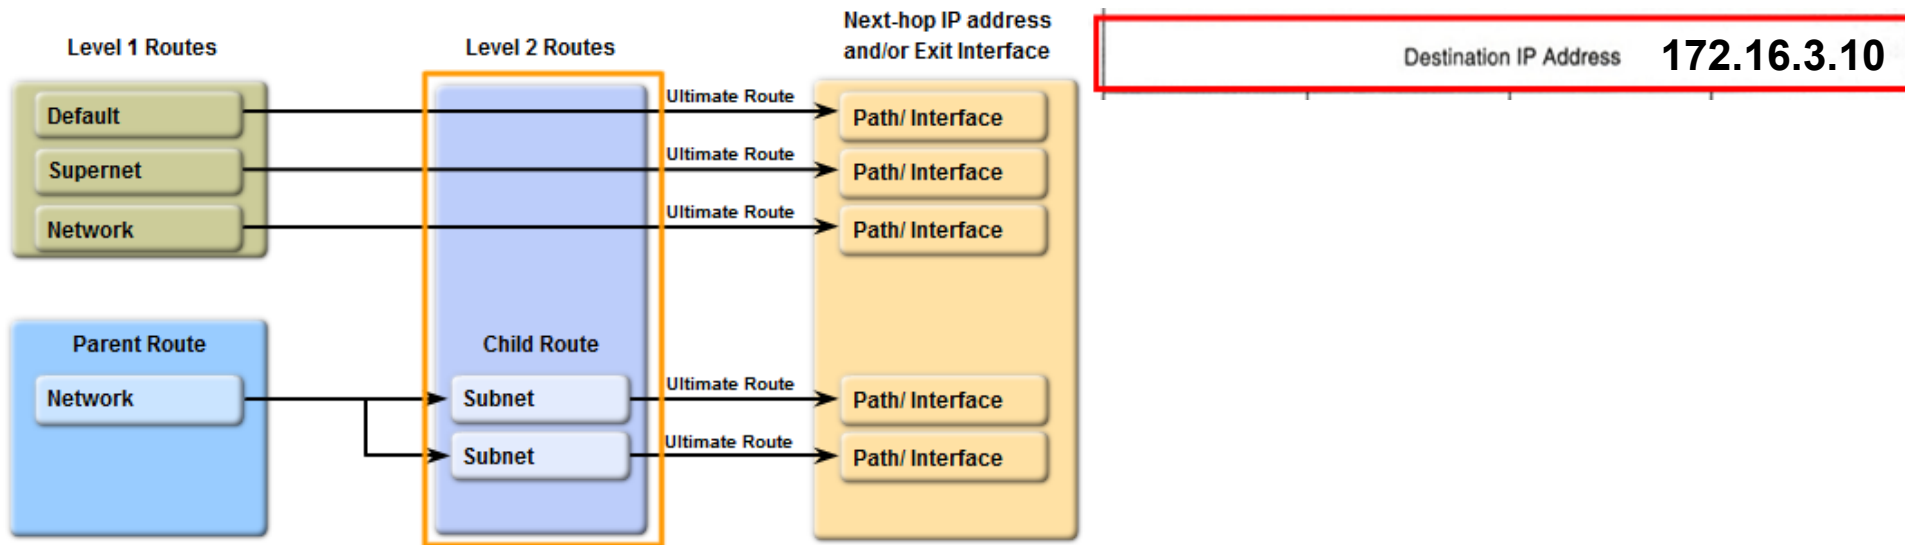 Level 1 Routes
Level 2 Routes
Next-hop IP address
and/or Exit Interface
Destination IP Address 172.16.3.10
Default
Ultimate Route
Path/ Interface
Supernet
Ultimate Route
Path/ Interface
Network
Ultimate Route
Path/ Interface
Parent Route
Child Route
Network
Subnet
Ultimate Route
Path/ Interface
Subnet
Ultimate Route
Path/ Interface